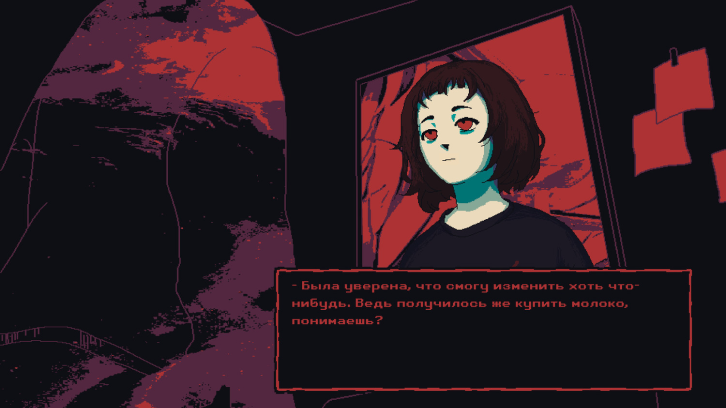 - Была уверена, что смогу изменить хоть что-
нибудь. Ведь получилось же купить молоко,
понимаешь?